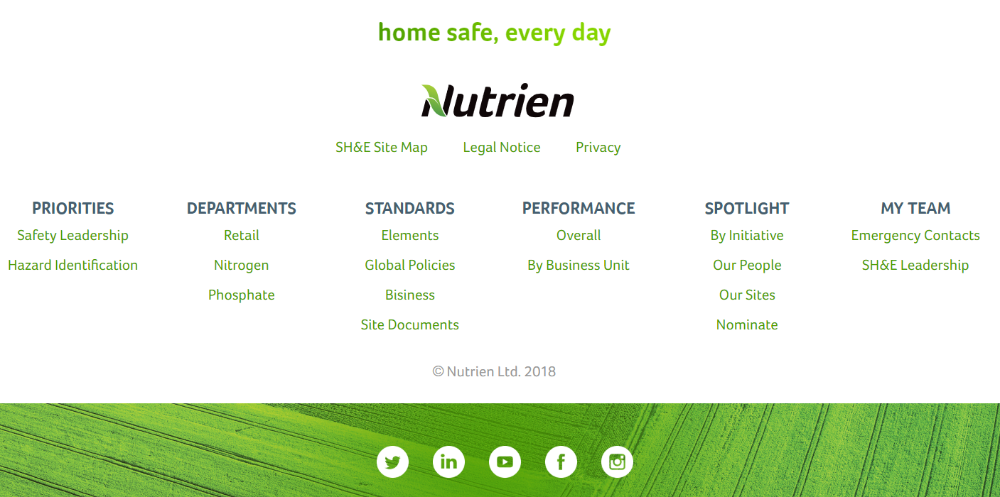 home safe, every day
Nutrien
SH&E Site Map Legal Notice Privacy
PRIORITIES DEPARTMENTS STANDARDS PERFORMANCE SPOTLIGHT MY TEAM
Safety Leadership Retail Elements Overall By Initiative Emergency Contacts
Hazard Identification Nitrogen Global Policies By Business Unit Our People SH&E Leadership
Phosphate Bisiness Our Sites
Site Documents Nominate
© Nutrien Ltd. 2018